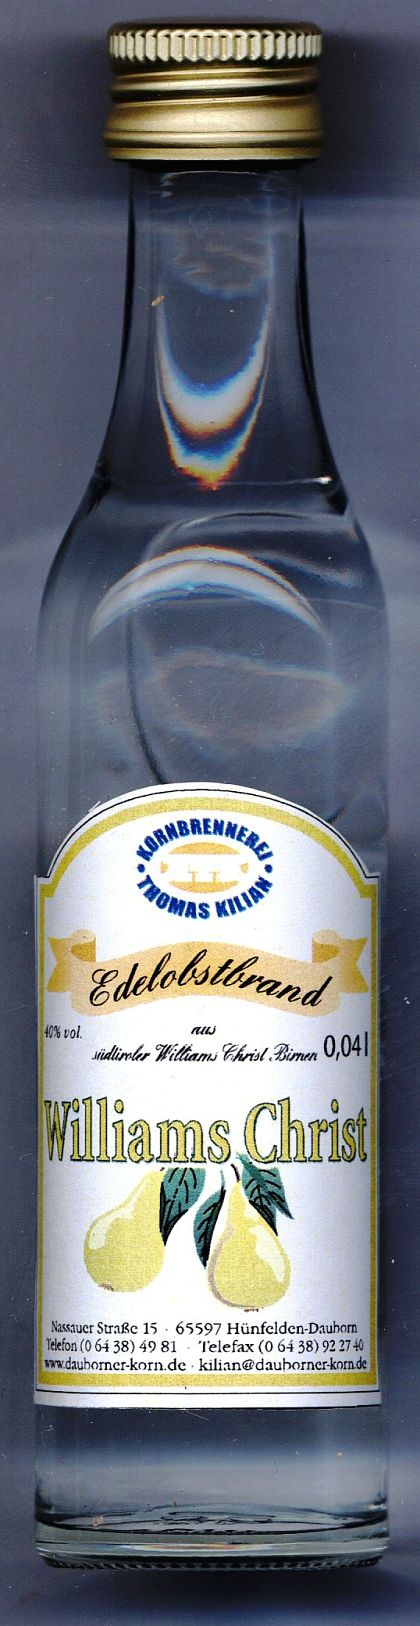 KORNBRENNEREI
THOMAS KILIAN
Edelobstbrand
aus
40% vol.
südtiroler Williams Christ Birnen 0,04l
Williams Christ
Nassauer Straße 15 · 65597 Hünfelden-Dauborn
Telefon (0 64 38) 49 81 · Telefax (0 64 38) 92 27 40
www.dauborner-korn.de · kilian@dauborner-korn.de